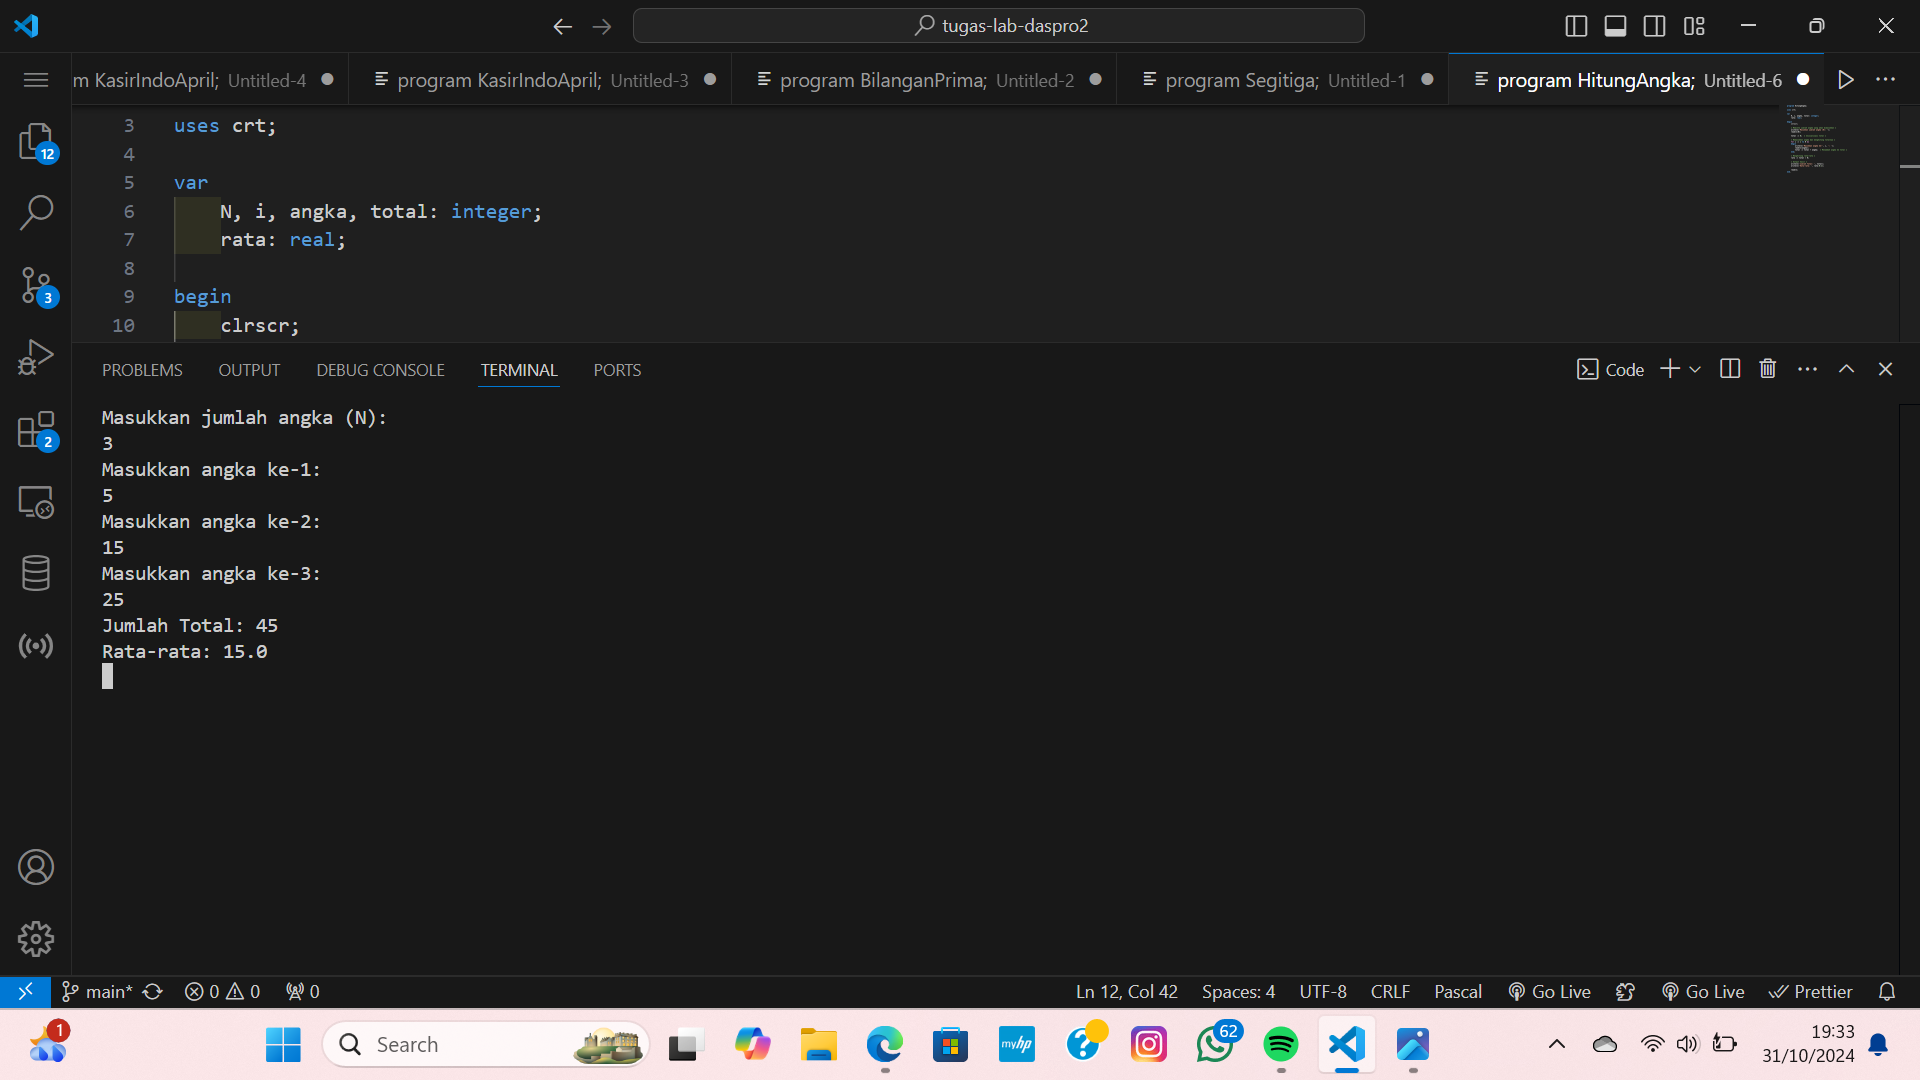 tugas-lab-daspro2
m KasirIndoApril; Untitled-4
program KasirIndoApril; Untitled-3
program BilanganPrima; Untitled-2
program Segitiga; Untitled-1
program HitungAngka; Untitled-6
3 uses crt;
4
5 var
6 N, i, angka, total: integer;
7 rata: real;
8
9 begin
10 clrscr;
12
3
2
PROBLEMS OUTPUT DEBUG CONSOLE TERMINAL PORTS
Code
Masukkan jumlah angka (N):
3
Masukkan angka ke-1:
5
Masukkan angka ke-2:
15
Masukkan angka ke-3:
25
Jumlah Total: 45
Rata-rata: 15.0
main* 0 0 0
Ln 12, Col 42 Spaces: 4 UTF-8 CRLF Pascal Go Live Go Live Prettier
1
Search
myhp
?
62
19:33
31/10/2024